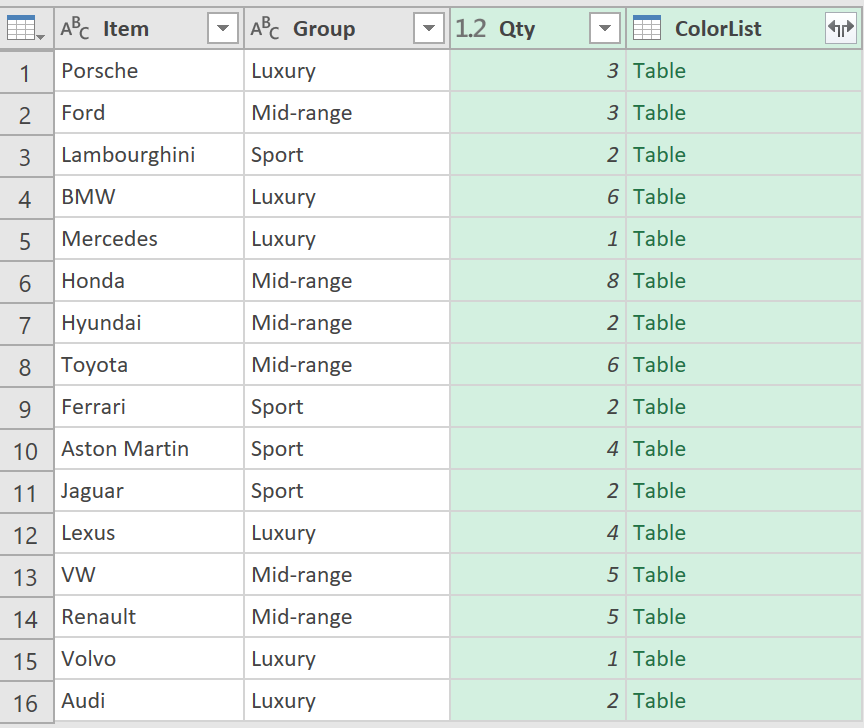 ABC Item ABC Group 1.2 Qty ColorList
1 Porsche Luxury 3 Table
2 Ford Mid-range 3 Table
3 Lambourghini Sport 2 Table
4 BMW Luxury 6 Table
5 Mercedes Luxury 1 Table
6 Honda Mid-range 8 Table
7 Hyundai Mid-range 2 Table
8 Toyota Mid-range 6 Table
9 Ferrari Sport 2 Table
10 Aston Martin Sport 4 Table
11 Jaguar Sport 2 Table
12 Lexus Luxury 4 Table
13 VW Mid-range 5 Table
14 Renault Mid-range 5 Table
15 Volvo Luxury 1 Table
16 Audi Luxury 2 Table